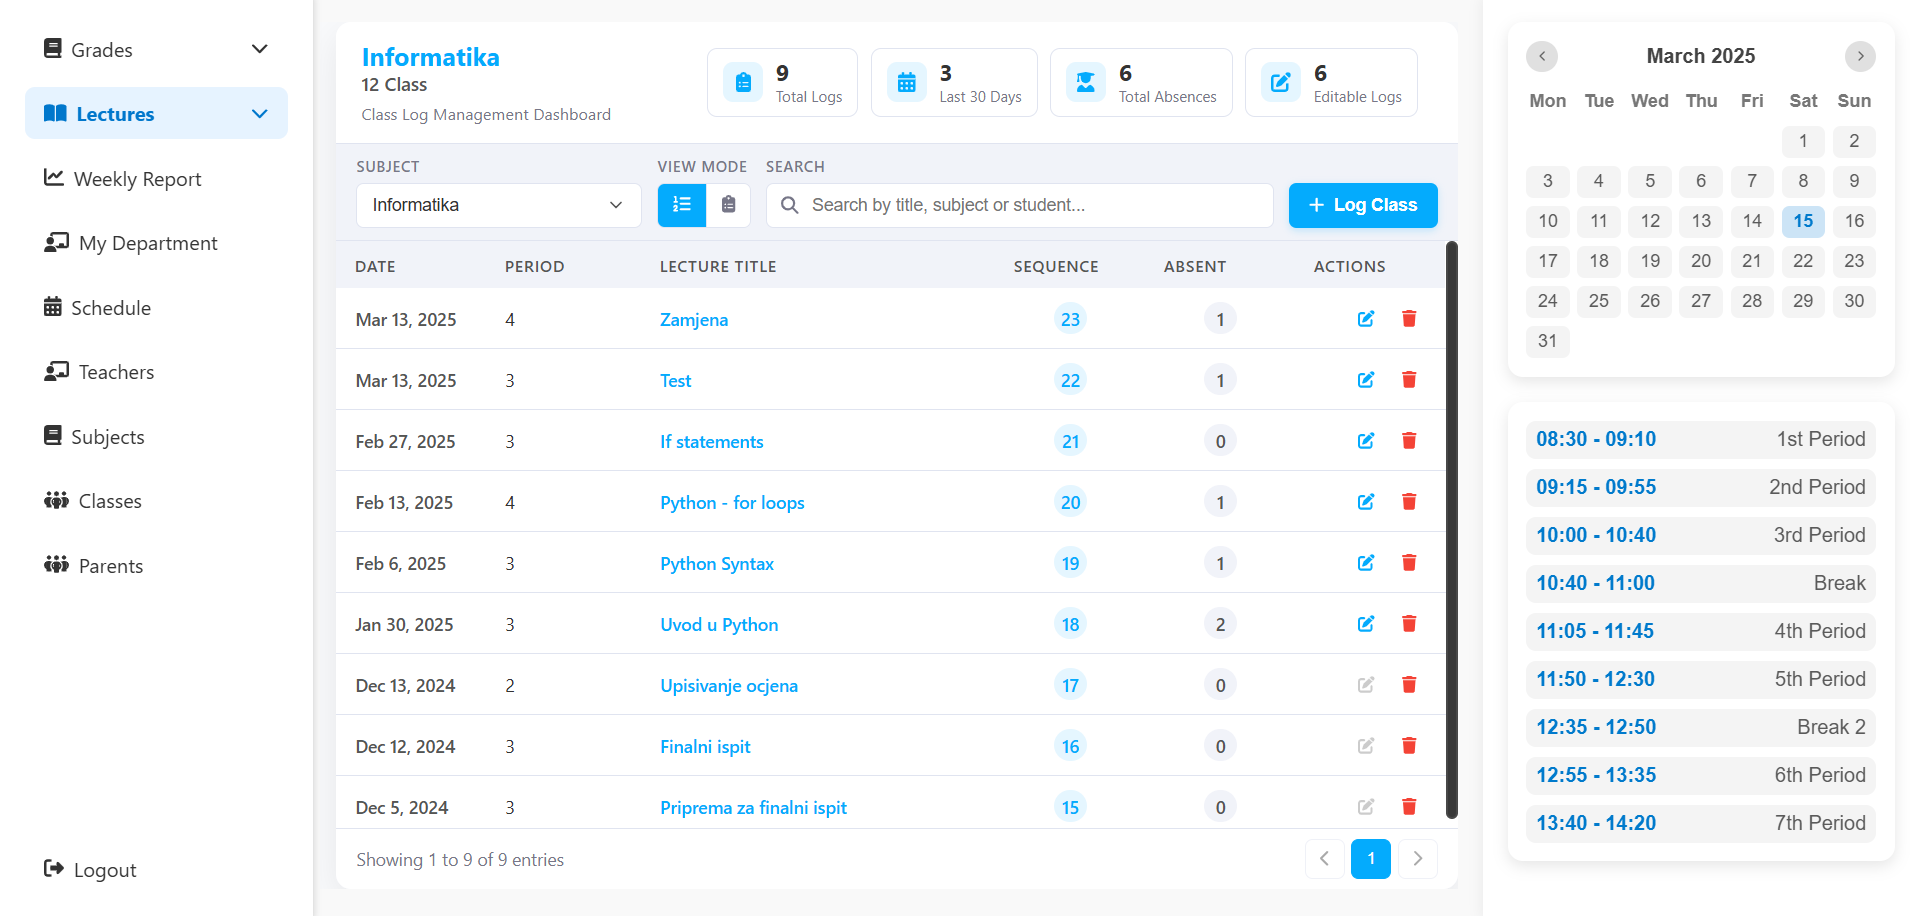 Grades
Lectures
Weekly Report
My Department
Schedule
Teachers
Subjects
Classes
Parents
Logout
Informatika
12 Class
Class Log Management Dashboard
9
Total Logs
3
Last 30 Days
6
Total Absences
6
Editable Logs
SUBJECT
Informatika
VIEW MODE
SEARCH
Search by title, subject or student...
+ Log Class
DATE PERIOD LECTURE TITLE SEQUENCE ABSENT ACTIONS
Mar 13, 2025 4 Zamjena 23 1
Mar 13, 2025 3 Test 22 1
Feb 27, 2025 3 If statements 21 0
Feb 13, 2025 4 Python - for loops 20 1
Feb 6, 2025 3 Python Syntax 19 1
Jan 30, 2025 3 Uvod u Python 18 2
Dec 13, 2024 2 Upisivanje ocjena 17 0
Dec 12, 2024 3 Finalni ispit 16 0
Dec 5, 2024 3 Priprema za finalni ispit 15 0
Showing 1 to 9 of 9 entries
1
March 2025
Mon Tue Wed Thu Fri Sat Sun
1 2
3 4 5 6 7 8 9
10 11 12 13 14 15 16
17 18 19 20 21 22 23
24 25 26 27 28 29 30
31
08:30 - 09:10 1st Period
09:15 - 09:55 2nd Period
10:00 - 10:40 3rd Period
10:40 - 11:00 Break
11:05 - 11:45 4th Period
11:50 - 12:30 5th Period
12:35 - 12:50 Break 2
12:55 - 13:35 6th Period
13:40 - 14:20 7th Period